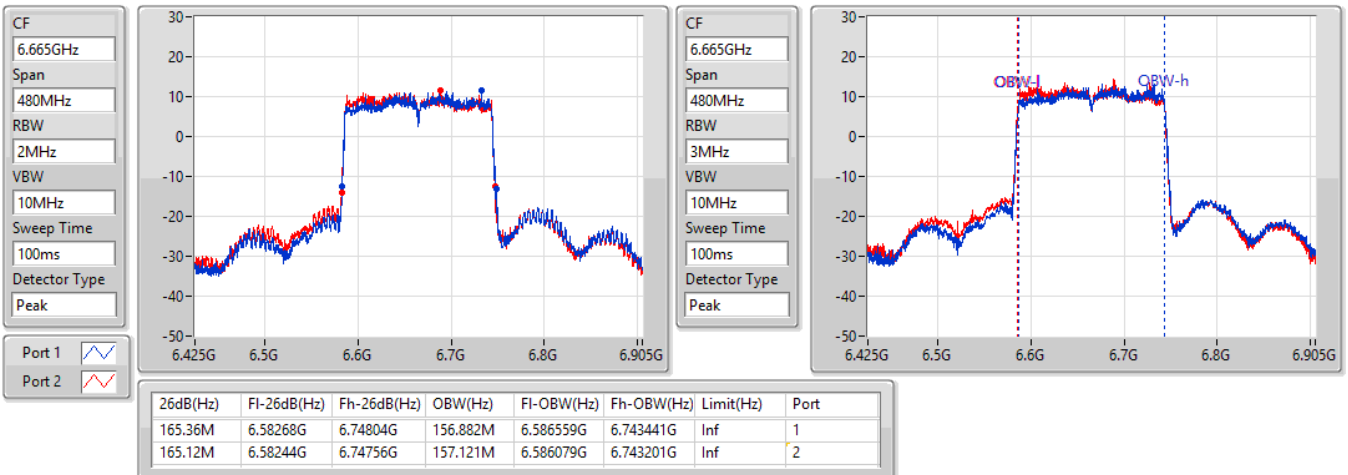 CF
6.665GHz
Span
480MHz
RBW
2MHz
VBW
10MHz
Sweep Time
100ms
Detector Type
Peak
Port 1
Port 2
30
20
10
0
-10
-20
-30
-40
-50
6.425G 6.5G 6.6G 6.7G 6.8G 6.905G
CF
6.665GHz
Span
480MHz
RBW
3MHz
VBW
10MHz
Sweep Time
100ms
Detector Type
Peak
30
20
10
0
-10
-20
-30
-40
-50
OBW-l OBW-h
6.425G 6.5G 6.6G 6.7G 6.8G 6.905G
26dB(Hz) Fl-26dB(Hz) Fh-26dB(Hz) OBW(Hz) Fl-OBW(Hz) Fh-OBW(Hz) Limit(Hz) Port
165.36M 6.58268G 6.74804G 156.882M 6.586559G 6.743441G Inf 1
165.12M 6.58244G 6.74756G 157.121M 6.586079G 6.743201G Inf 2